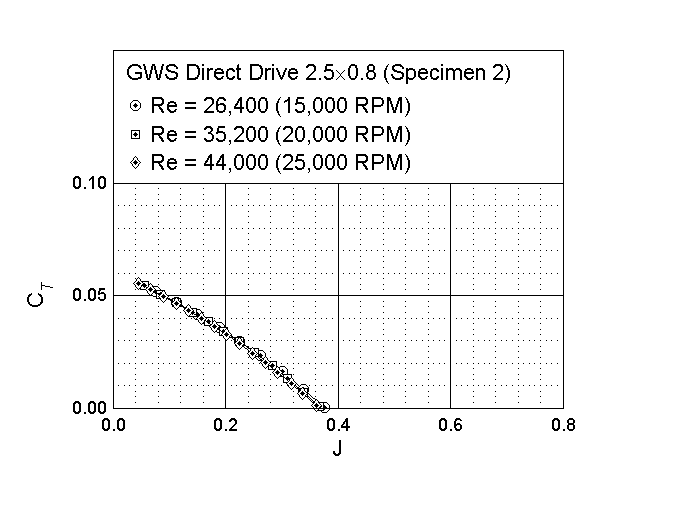 GWS Direct Drive 2.5×0.8 (Specimen 2)
Re = 26,400 (15,000 RPM)
Re = 35,200 (20,000 RPM)
Re = 44,000 (25,000 RPM)
0.10
C_T
0.05
0.00
0.0 0.2 0.4 0.6 0.8
J